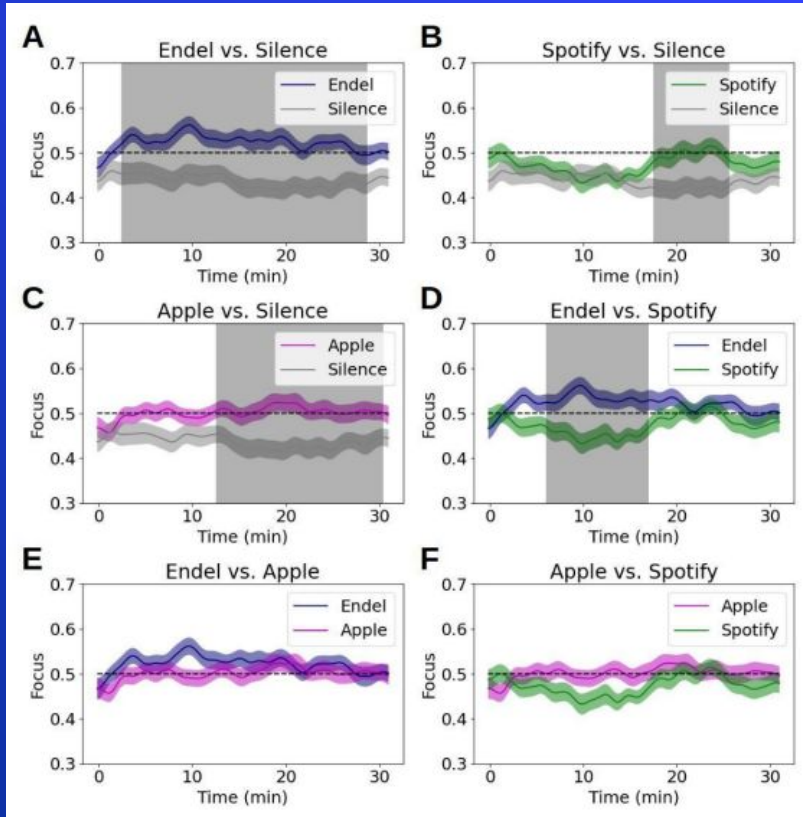 A
Endel vs. Silence
0.7
0.6
0.5
0.4
0.3
Focus
Endel
Silence
0
10
20
30
Time (min)
B
Spotify vs. Silence
0.7
0.6
0.5
0.4
0.3
Focus
Spotify
Silence
0
10
20
30
Time (min)
C
Apple vs. Silence
0.7
0.6
0.5
0.4
0.3
Focus
Apple
Silence
0
10
20
30
Time (min)
D
Endel vs. Spotify
0.7
0.6
0.5
0.4
0.3
Focus
Endel
Spotify
0
10
20
30
Time (min)
E
Endel vs. Apple
0.7
0.6
0.5
0.4
0.3
Focus
Endel
Apple
0
10
20
30
Time (min)
F
Apple vs. Spotify
0.7
0.6
0.5
0.4
0.3
Focus
Apple
Spotify
0
10
20
30
Time (min)